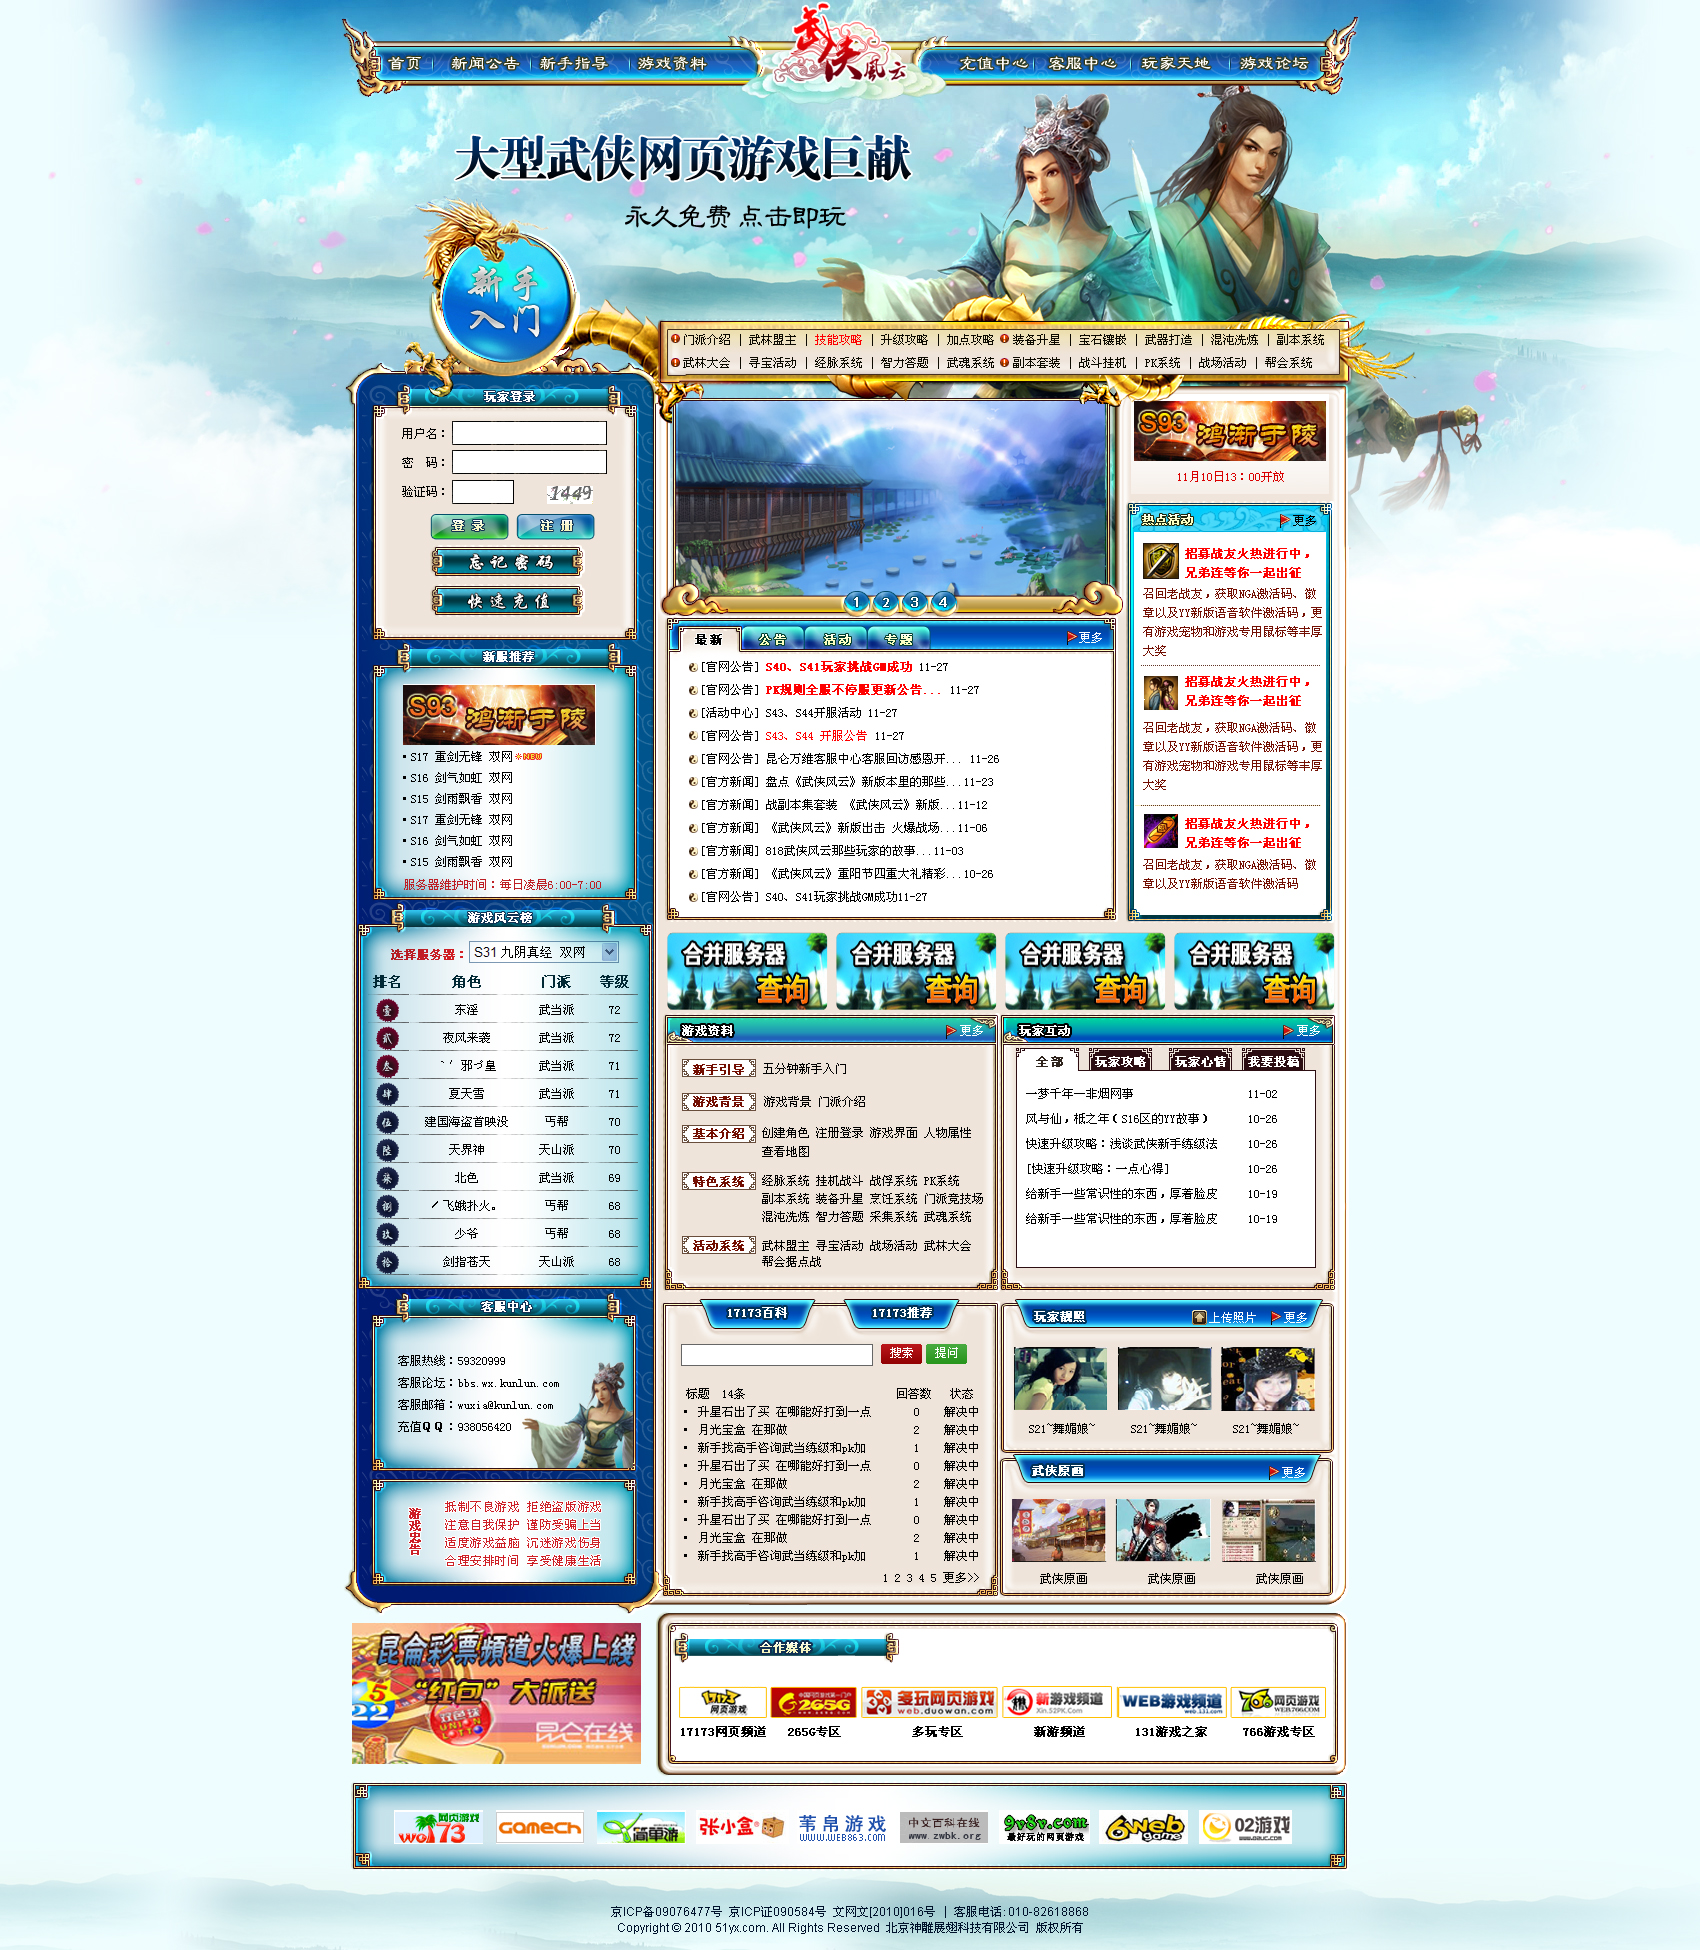 首页 新闻公告 新手指导 游戏资料 武侠風云 充值中心 客服中心 玩家天地 游戏论坛
大型武侠网页游戏巨献
永久免费 点击即玩
新手
入门
门派介绍 | 武林盟主 | 技能攻略 | 升级攻略 | 加点攻略 装备升星 | 宝石镶嵌 | 武器打造 | 混沌洗炼 | 副本系统
武林大会 | 寻宝活动 | 经脉系统 | 智力答题 | 武魂系统 副本套装 | 战斗挂机 | PK系统 | 战场活动 | 帮会系统
玩家登录
用户名：
密 码：
验证码： 1449
登 录 注 册
忘记密码
快速充值
新服推荐
S93 鸿渐于陵
S17 重剑无锋 双网 NEW
S16 剑气如虹 双网
S15 剑雨飘香 双网
S17 重剑无锋 双网
S16 剑气如虹 双网
S15 剑雨飘香 双网
服务器维护时间：每日凌晨6:00-7:00
游戏风云榜
选择服务器： S31 九阴真经 双网
排名 角色 门派 等级
壹 东淫 武当派 72
贰 夜风来袭 武当派 72
叁 ｀′邪づ皇 武当派 71
肆 夏天雪 武当派 71
伍 建国海盗首映没 丐帮 70
陆 天界神 天山派 70
柒 北色 武当派 69
捌 ／飞蛾扑火。 丐帮 68
玖 少爷 丐帮 68
拾 剑指苍天 天山派 68
客服中心
客服热线：59320999
客服论坛：bbs.wx.kunlun.com
客服邮箱：wuxia@kunlun.com
充值QQ：938056420
游戏忠告
抵制不良游戏 拒绝盗版游戏
注意自我保护 谨防受骗上当
适度游戏益脑 沉迷游戏伤身
合理安排时间 享受健康生活
1 2 3 4
最新 公告 活动 专题 更多
[官网公告] S40、S41玩家挑战GM成功 11-27
[官网公告] PK规则全服不停服更新公告... 11-27
[活动中心] S43、S44开服活动 11-27
[官网公告] S43、S44 开服公告 11-27
[官网公告] 昆仑万维客服中心客服回访感恩开... 11-26
[官方新闻] 盘点《武侠风云》新版本里的那些...11-23
[官方新闻] 战副本集套装 《武侠风云》新版...11-12
[官方新闻] 《武侠风云》新版出击 火爆战场...11-06
[官方新闻] 818武侠风云那些玩家的故事...11-03
[官方新闻] 《武侠风云》重阳节四重大礼精彩...10-26
[官网公告] S40、S41玩家挑战GM成功11-27
S93 鸿渐于陵
11月10日13：00开放
热点活动 更多
招募战友火热进行中，
兄弟连等你一起出征
召回老战友，获取NGA激活码、徽
章以及YY新版语音软件激活码，更
有游戏宠物和游戏专用鼠标等丰厚
大奖
招募战友火热进行中，
兄弟连等你一起出征
召回老战友，获取NGA激活码、徽
章以及YY新版语音软件激活码，更
有游戏宠物和游戏专用鼠标等丰厚
大奖
招募战友火热进行中，
兄弟连等你一起出征
召回老战友，获取NGA激活码、徽
章以及YY新版语音软件激活码
合并服务器 合并服务器 合并服务器 合并服务器
查询 查询 查询 查询
游戏资料 更多
新手引导 五分钟新手入门
游戏背景 游戏背景 门派介绍
基本介绍 创建角色 注册登录 游戏界面 人物属性
查看地图
特色系统 经脉系统 挂机战斗 战俘系统 PK系统
副本系统 装备升星 烹饪系统 门派竞技场
混沌洗炼 智力答题 采集系统 武魂系统
活动系统 武林盟主 寻宝活动 战场活动 武林大会
帮会据点战
玩家互动 更多
全部 玩家攻略 玩家心情 我要投稿
一梦千年—非烟网事 11-02
风与仙，柢之年（S16区的YY故事） 10-26
快速升级攻略：浅谈武侠新手练级法 10-26
[快速升级攻略：一点心得] 10-26
给新手一些常识性的东西，厚着脸皮 10-19
给新手一些常识性的东西，厚着脸皮 10-19
17173百科 17173推荐
搜索 提问
标题 14条 回答数 状态
升星石出了买 在哪能好打到一点 0 解决中
月光宝盒 在那做 2 解决中
新手找高手咨询武当练级和pk加 1 解决中
升星石出了买 在哪能好打到一点 0 解决中
月光宝盒 在那做 2 解决中
新手找高手咨询武当练级和pk加 1 解决中
升星石出了买 在哪能好打到一点 0 解决中
月光宝盒 在那做 2 解决中
新手找高手咨询武当练级和pk加 1 解决中
1 2 3 4 5 更多>>
玩家靓照 上传照片 更多
S21~舞媚娘~ S21~舞媚娘~ S21~舞媚娘~
武侠原画 更多
武侠原画 武侠原画 武侠原画
昆侖彩票頻道火爆上綫
“红包”大派送
双色球
UNION LOTTO
5
22
昆仑在线
合作媒体
17173 网页游戏 265G 多玩网页游戏 web.duowan.com 新游戏频道 Xin.52PK.Com WEB游戏频道 web.131.com 766网页游戏 WEB766.COM
17173网页频道 265G专区 多玩专区 新游频道 131游戏之家 766游戏专区
网页游戏 wo173 GAMECH 简单游 张小盒 苇帛游戏 WWW.WEB863.COM 中文百科在线 www.zwbk.org 9v8v.com 最好玩的网页游戏 6web game 02游戏
京ICP备09076477号 京ICP证090584号 文网文[2010]016号 | 客服电话:010-82618868
Copyright © 2010 51yx.com. All Rights Reserved 北京神雕展翅科技有限公司 版权所有